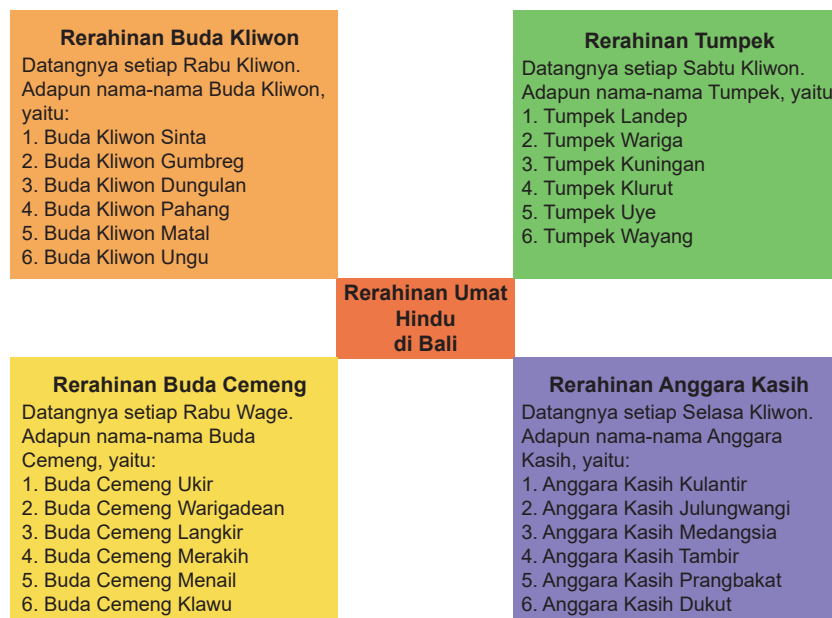 Rerahinan Buda Kliwon
Datangnya setiap Rabu Kliwon.
Adapun nama-nama Buda Kliwon,
yaitu:
1. Buda Kliwon Sinta
2. Buda Kliwon Gumbreg
3. Buda Kliwon Dungulan
4. Buda Kliwon Pahang
5. Buda Kliwon Matal
6. Buda Kliwon Ungu
Rerahinan Tumpek
Datangnya setiap Sabtu Kliwon.
Adapun nama-nama Tumpek, yaitu
1. Tumpek Landep
2. Tumpek Wariga
3. Tumpek Kuningan
4. Tumpek Klurut
5. Tumpek Uye
6. Tumpek Wayang
Rerahinan Umat
Hindu
di Bali
Rerahinan Buda Cemeng
Datangnya setiap Rabu Wage.
Adapun nama-nama Buda
Cemeng, yaitu:
1. Buda Cemeng Ukir
2. Buda Cemeng Warigadean
3. Buda Cemeng Langkir
4. Buda Cemeng Merakih
5. Buda Cemeng Menail
6. Buda Cemeng Klawu
Rerahinan Anggara Kasih
Datangnya setiap Selasa Kliwon.
Adapun nama-nama Anggara
Kasih, yaitu:
1. Anggara Kasih Kulantir
2. Anggara Kasih Julungwangi
3. Anggara Kasih Medangsia
4. Anggara Kasih Tambir
5. Anggara Kasih Prangbakat
6. Anggara Kasih Dukut